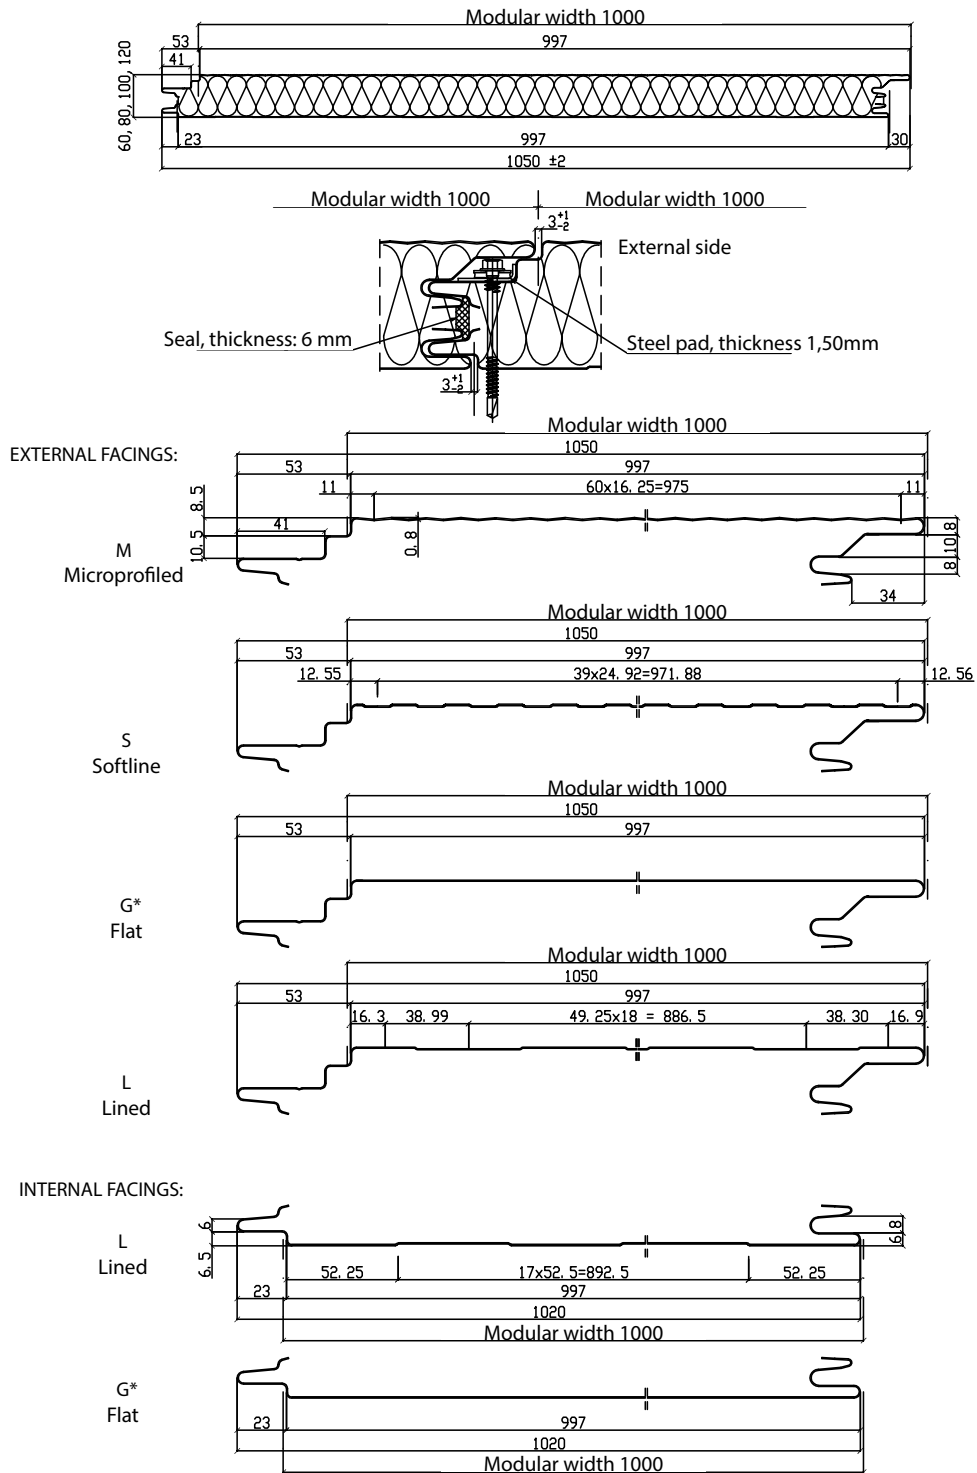 Modular width 1000
53 997
41
60, 80, 100, 120
23 997 30
1050 ±2
Modular width 1000 Modular width 1000
3 +1 -2
External side
Seal, thickness: 6 mm
Steel pad, thickness 1,50mm
3 +1 -2
EXTERNAL FACINGS:
Modular width 1000
1050
53 997
11 60x16. 25=975 11
8. 5
41
10. 5
0. 8
8
10
8
34
M
Microprofiled
Modular width 1000
1050
53 997
12. 55 39x24. 92=971. 88 12. 56
S
Softline
Modular width 1000
1050
53 997
G*
Flat
Modular width 1000
1050
53 997
16. 3 38. 99 49. 25x18 = 886. 5 38. 30 16. 9
L
Lined
INTERNAL FACINGS:
6
6. 5
8
6
L
Lined
52. 25 17x52. 5=892. 5 52. 25
23 997
1020
Modular width 1000
G*
Flat
23 997
1020
Modular width 1000